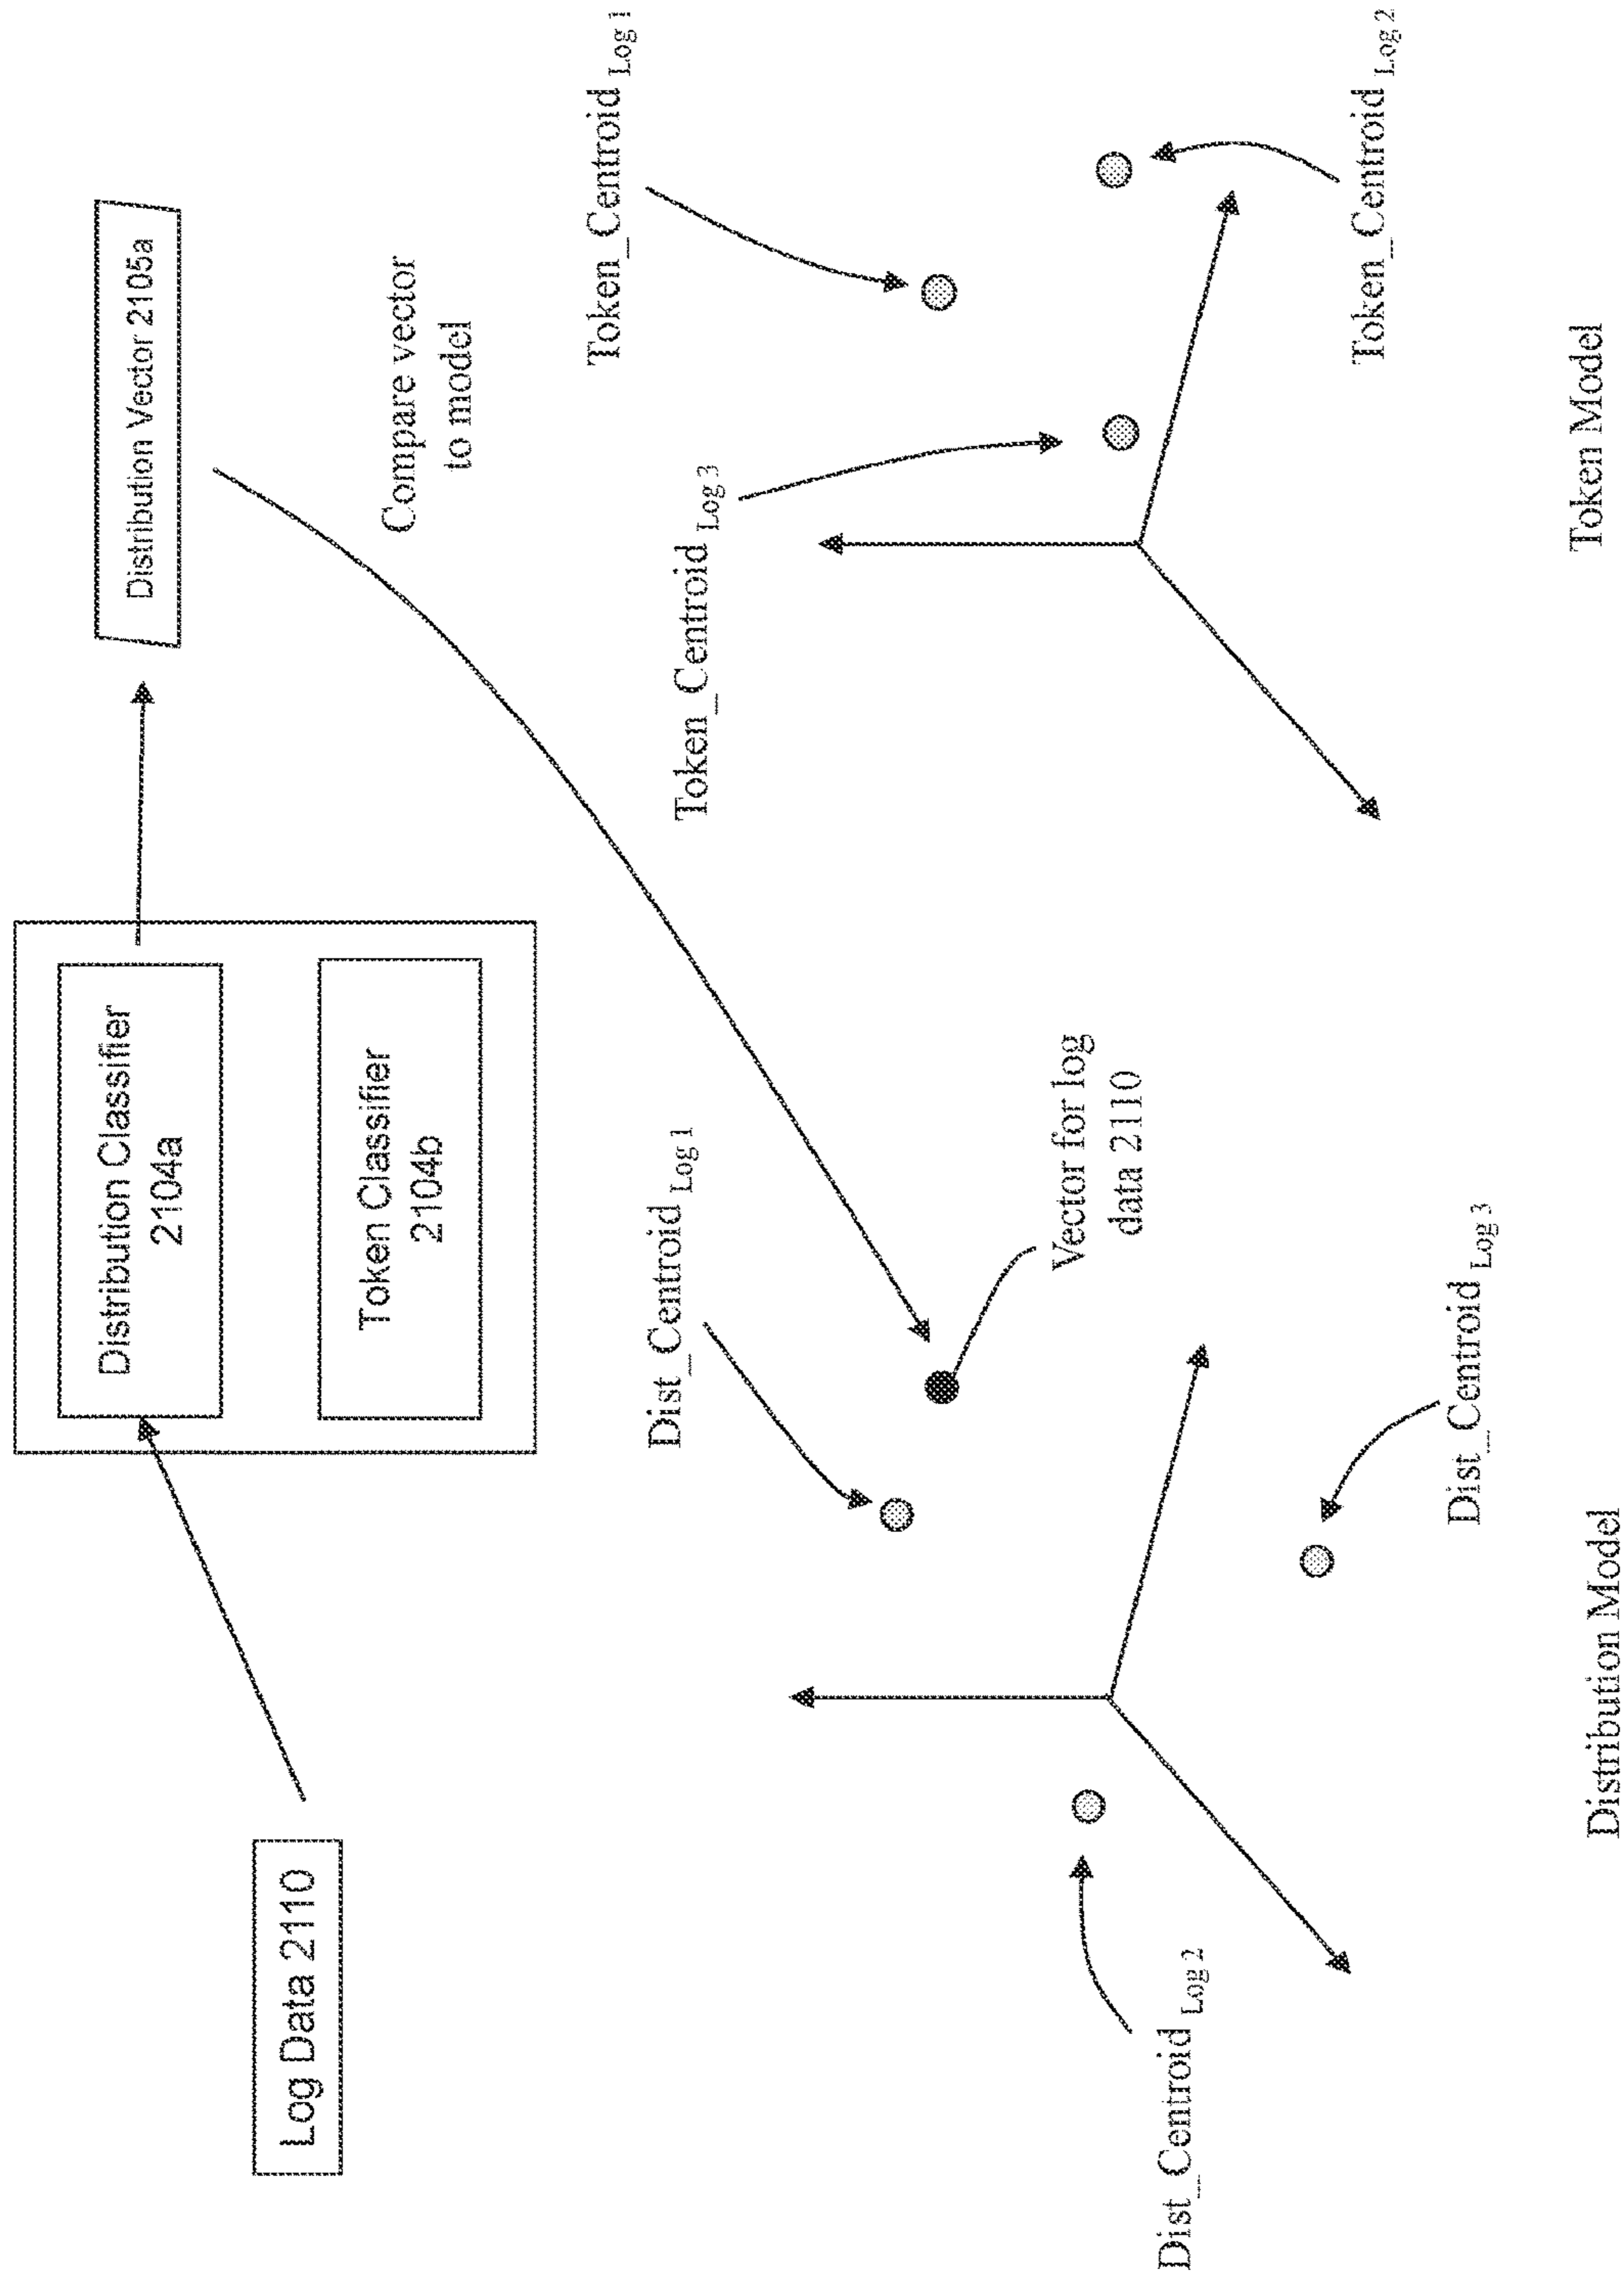 Log Data 2110
Distribution Classifier
2104a
Token Classifier
2104b
Distribution Vector 2105a
Compare vector
to model
Dist_Centroid Log 1
Vector for log
data 2110
Dist_Centroid Log 2
Dist_Centroid Log 3
Distribution Model
Token_Centroid Log 3
Token_Centroid Log 1
Token_Centroid Log 2
Token Model